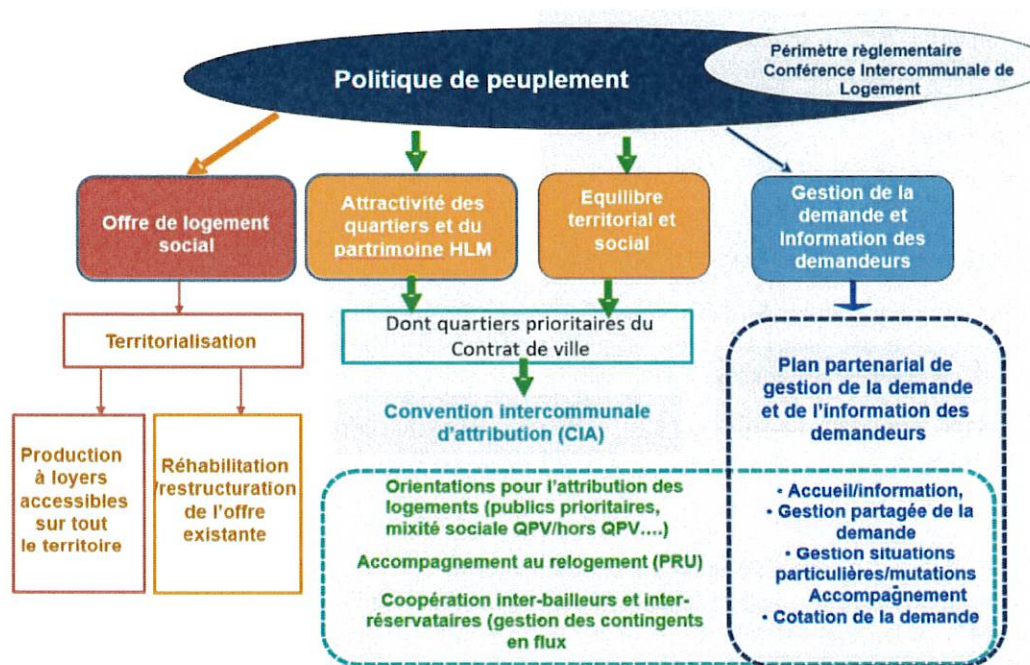 Politique de peuplement
Périmètre règlementaire
Conférence Intercommunale de
Logement
Offre de logement
social
Attractivité des
quartiers et du
partrimoine HLM
Equilibre
territorial et
social
Gestion de la
demande et
Information des
demandeurs
Territorialisation
Dont quartiers prioritaires du
Contrat de ville
Production
à loyers
accessibles
sur tout
le territoire
Réhabilitation
/restructuration
de l'offre
existante
Convention intercommunale
d'attribution (CIA)
Orientations pour l'attribution des
logements (publics prioritaires,
mixité sociale QPV/hors QPV....)
Accompagnement au relogement (PRU)
Coopération inter-bailleurs et inter-
réservataires (gestion des contingents
en flux
Plan partenarial de
gestion de la demande
et de l'information des
demandeurs
• Accueil/information,
• Gestion partagée de la
demande
• Gestion situations
particulières/mutations
Accompagnement
• Cotation de la demande